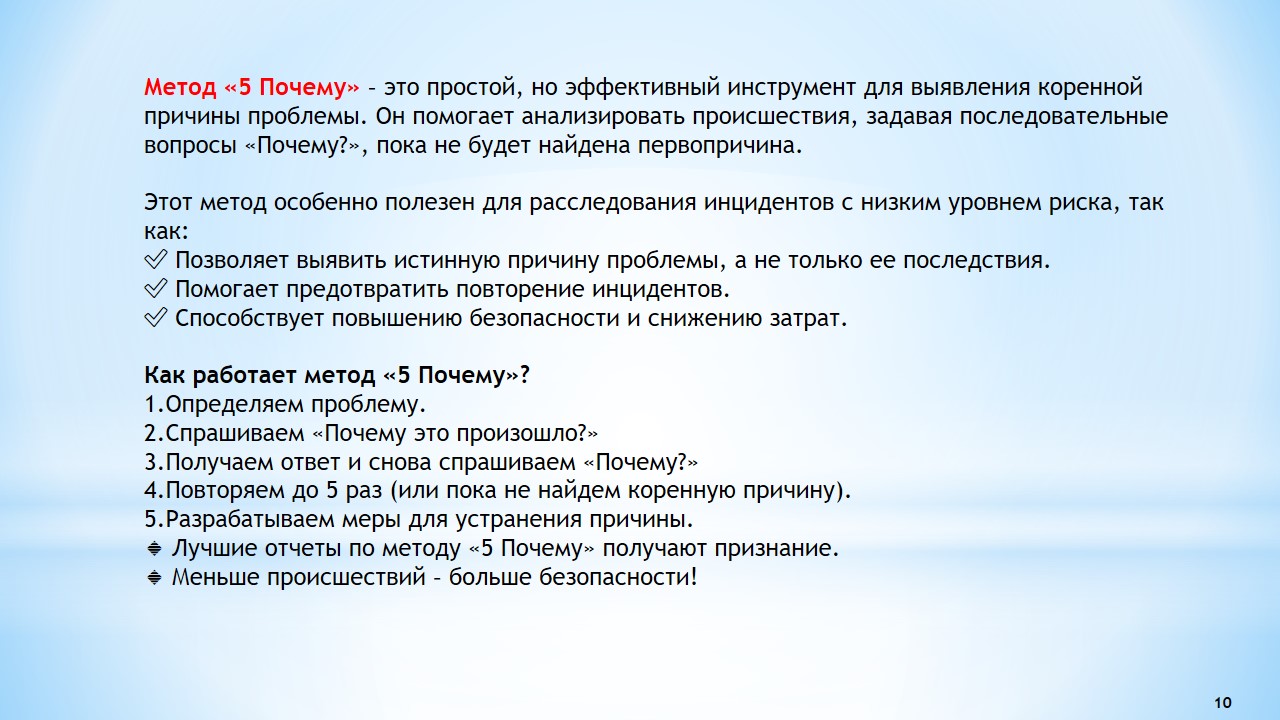 Метод «5 Почему» – это простой, но эффективный инструмент для выявления коренной
причины проблемы. Он помогает анализировать происшествия, задавая последовательные
вопросы «Почему?», пока не будет найдена первопричина.
Этот метод особенно полезен для расследования инцидентов с низким уровнем риска, так
как:
✅ Позволяет выявить истинную причину проблемы, а не только ее последствия.
✅ Помогает предотвратить повторение инцидентов.
✅ Способствует повышению безопасности и снижению затрат.
Как работает метод «5 Почему»?
1.Определяем проблему.
2.Спрашиваем «Почему это произошло?»
3.Получаем ответ и снова спрашиваем «Почему?»
4.Повторяем до 5 раз (или пока не найдем коренную причину).
5.Разрабатываем меры для устранения причины.
🔹 Лучшие отчеты по методу «5 Почему» получают признание.
🔹 Меньше происшествий – больше безопасности!
10